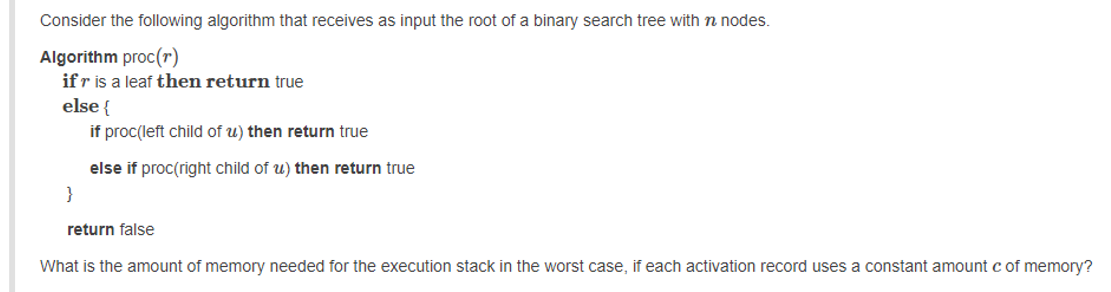 Consider the following algorithm that receives as input the root of a binary search tree with n nodes.
Algorithm proc(r)
if r is a leaf then return true
else {
if proc(left child of u) then return true
else if proc(right child of u) then return true
}
return false
What is the amount of memory needed for the execution stack in the worst case, if each activation record uses a constant amount c of memory?